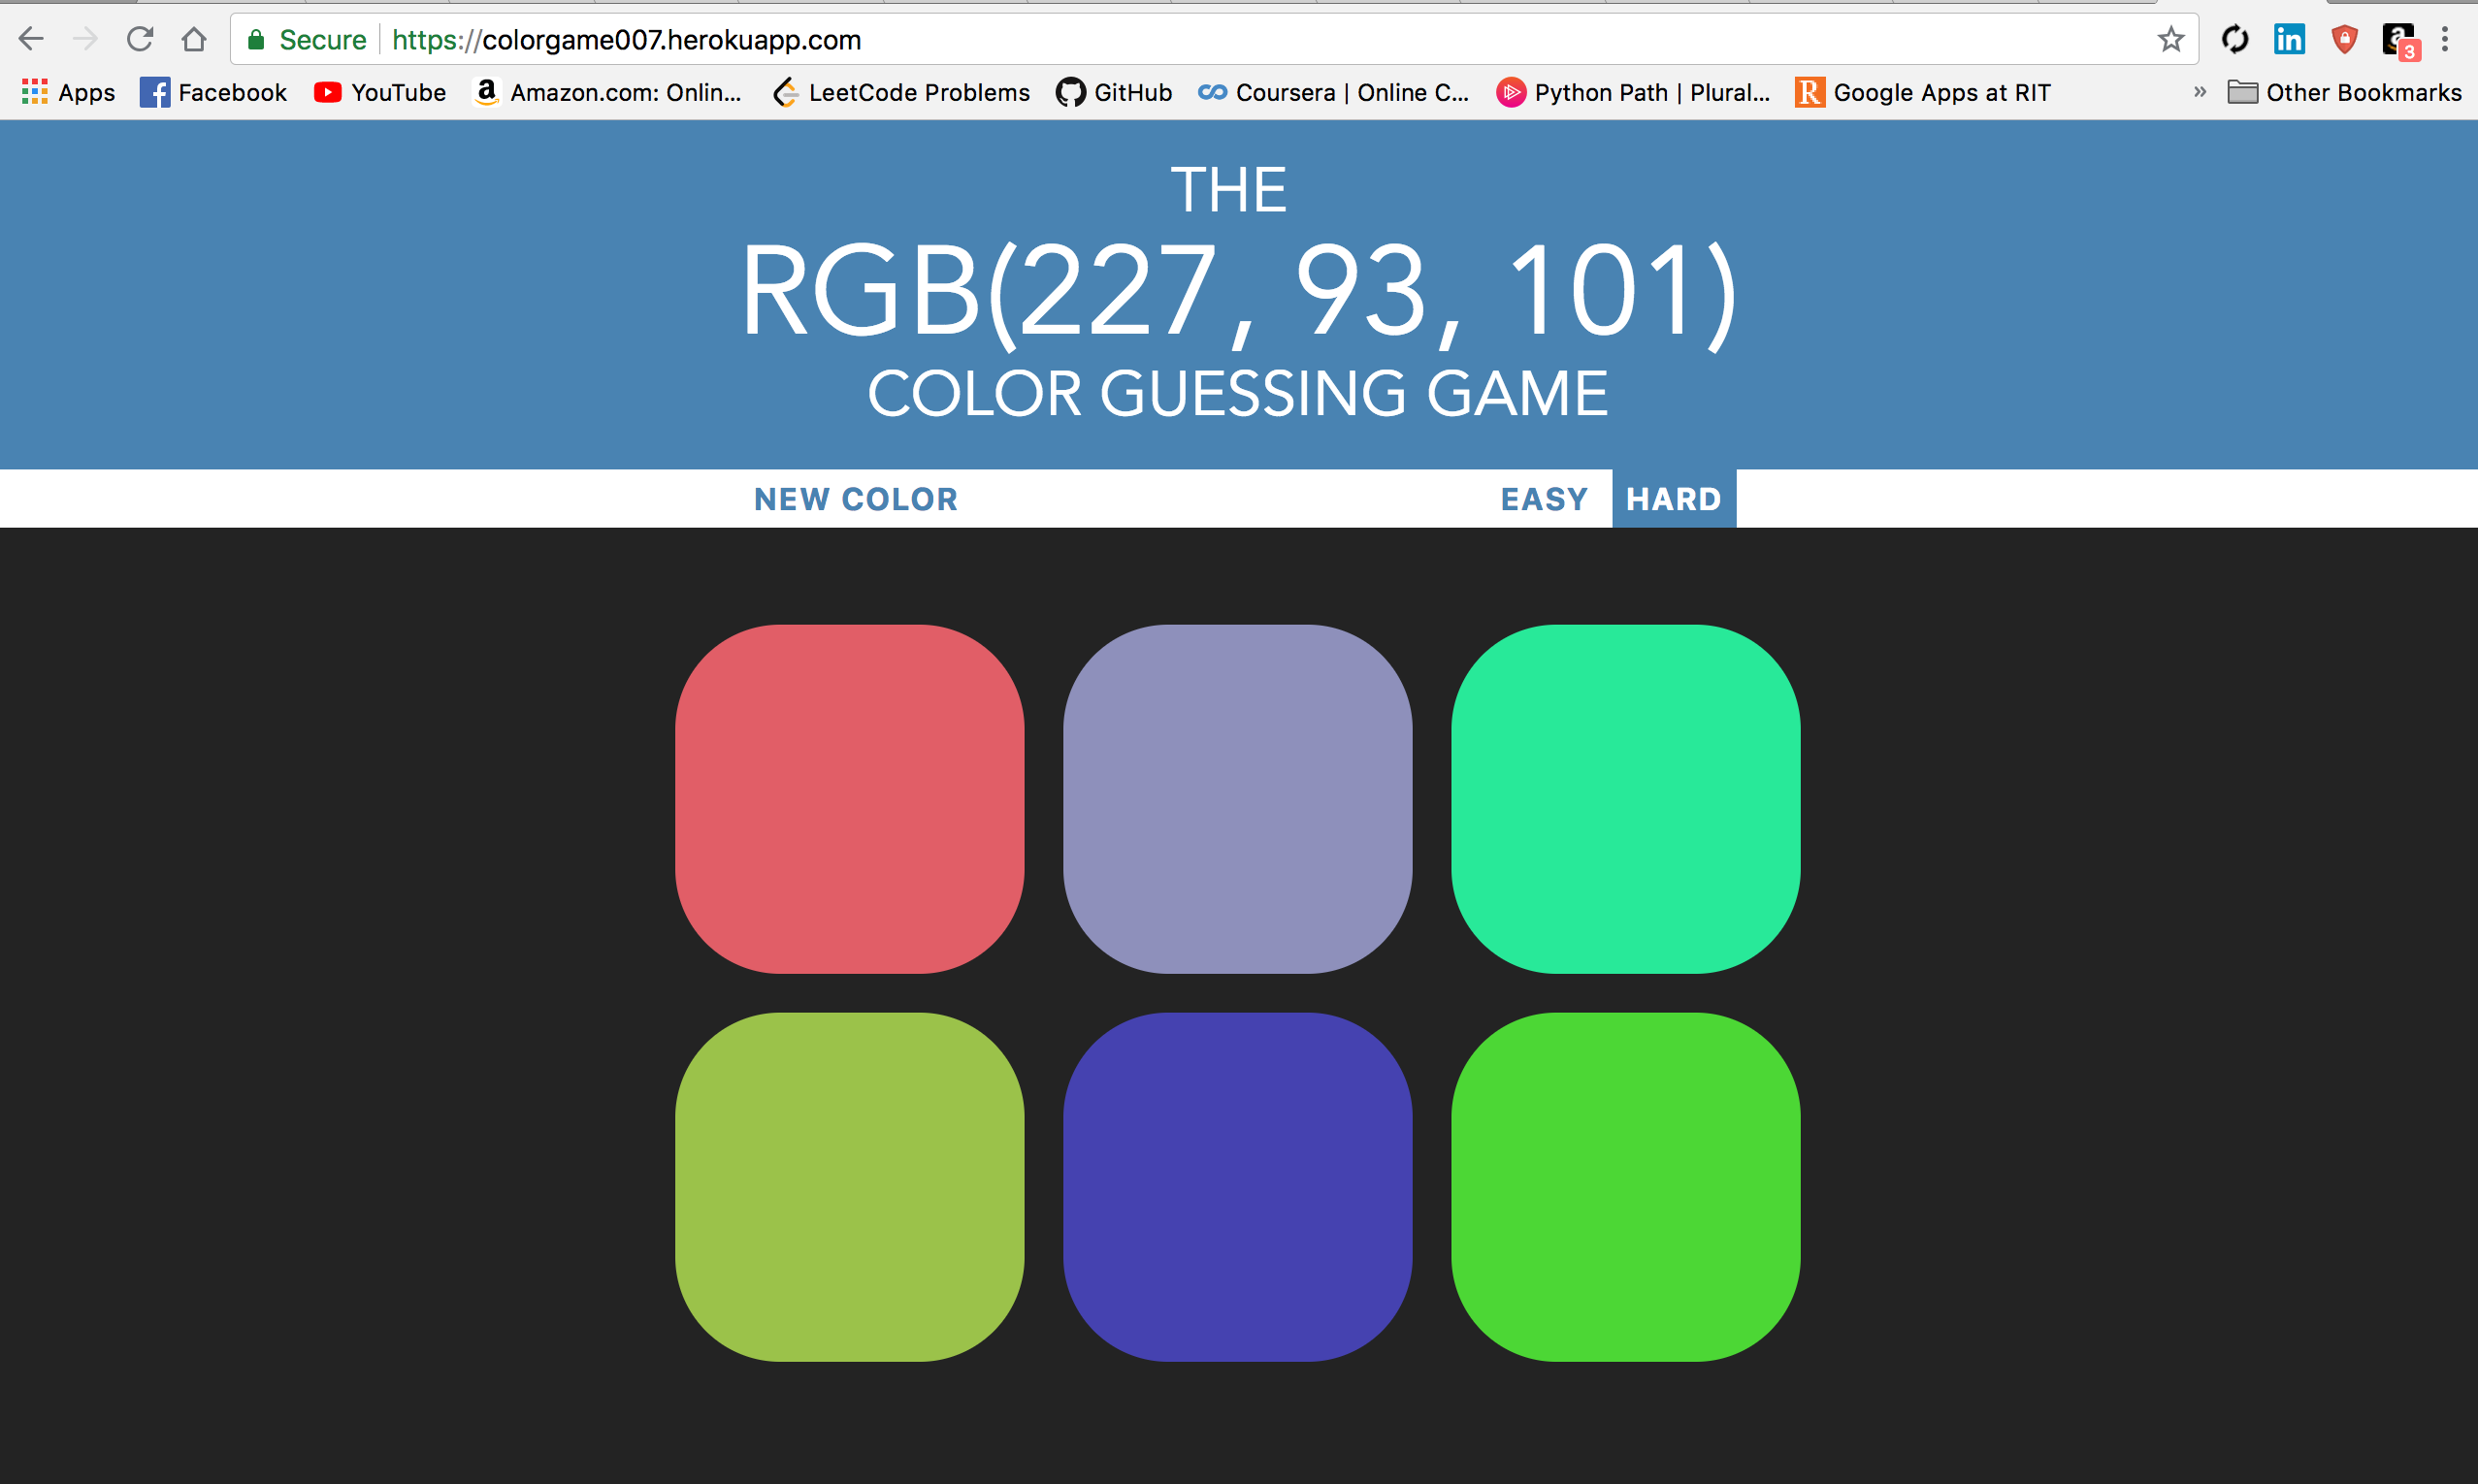 Secure https://colorgame007.herokuapp.com
3
Apps Facebook YouTube Amazon.com: Onlin... LeetCode Problems GitHub Coursera | Online C... Python Path | Plural... Google Apps at RIT » Other Bookmarks
THE
RGB(227, 93, 101)
COLOR GUESSING GAME
NEW COLOR EASY HARD